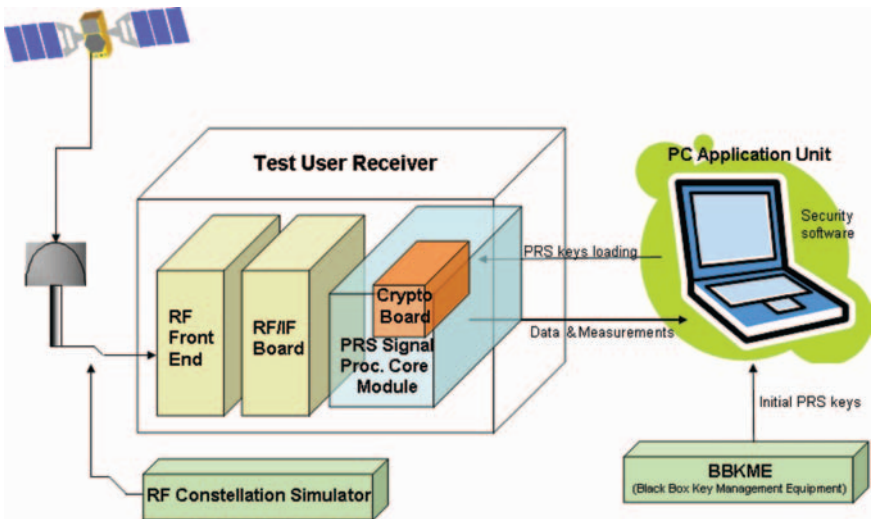 Test User Receiver
PC Application Unit
Security
software
PRS keys loading
Crypto
Board
RF
Front
End
RF/IF
Board
PRS Signal
Proc. Core
Module
Data & Measurements
Initial PRS keys
RF Constellation Simulator
BBKME
(Black Box Key Management Equipment)